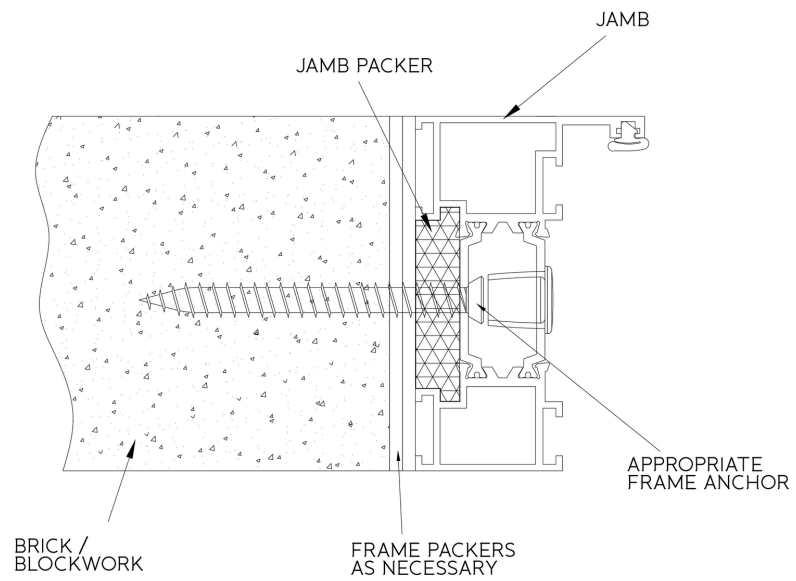 JAMB
JAMB PACKER
APPROPRIATE
FRAME ANCHOR
BRICK /
BLOCKWORK
FRAME PACKERS
AS NECESSARY